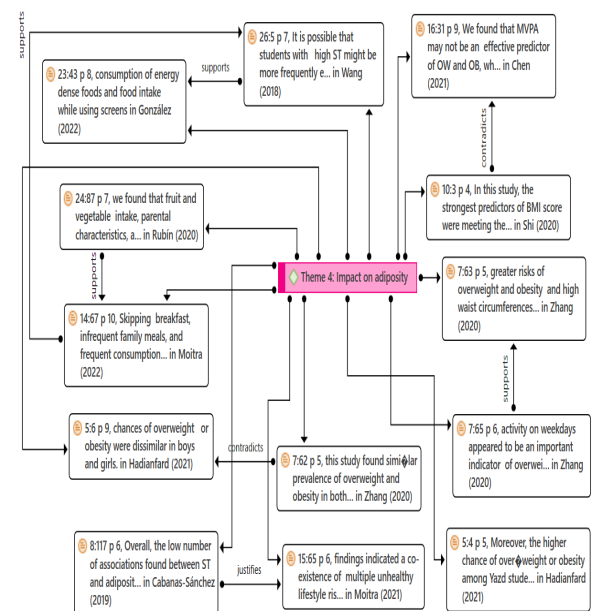 supports
26:5 p 7, It is possible that
students with high ST might be
more frequently e... in Wang
(2018)
16:31 p 9, We found that MVPA
may not be an effective predictor
of OW and OB, wh... in Chen
(2021)
supports
23:43 p 8, consumption of energy
dense foods and food intake
while using screens in González
(2022)
contradicts
10:3 p 4, In this study, the
strongest predictors of BMI score
were meeting the... in Shi (2020)
24:87 p 7, we found that fruit and
vegetable intake, parental
characteristics, a... in Rubín (2020)
supports
Theme 4: Impact on adiposity
7:63 p 5, greater risks of
overweight and obesity and high
waist circumferences... in Zhang
(2020)
14:67 p 10, Skipping breakfast,
infrequent family meals, and
frequent consumption... in Moitra
(2022)
supports
5:6 p 9, chances of overweight or
obesity were dissimilar in boys
and girls. in Hadianfard (2021)
contradicts
7:62 p 5, this study found simi�lar
prevalence of overweight and
obesity in both... in Zhang (2020)
7:65 p 6, activity on weekdays
appeared to be an important
indicator of overwei... in Zhang
(2020)
8:117 p 6, Overall, the low number
of associations found between ST
and adiposit... in Cabanas-Sánchez
(2019)
justifies
15:65 p 6, findings indicated a co-
existence of multiple unhealthy
lifestyle ris... in Moitra (2021)
5:4 p 5, Moreover, the higher
chance of over�weight or obesity
among Yazd stude... in Hadianfard
(2021)